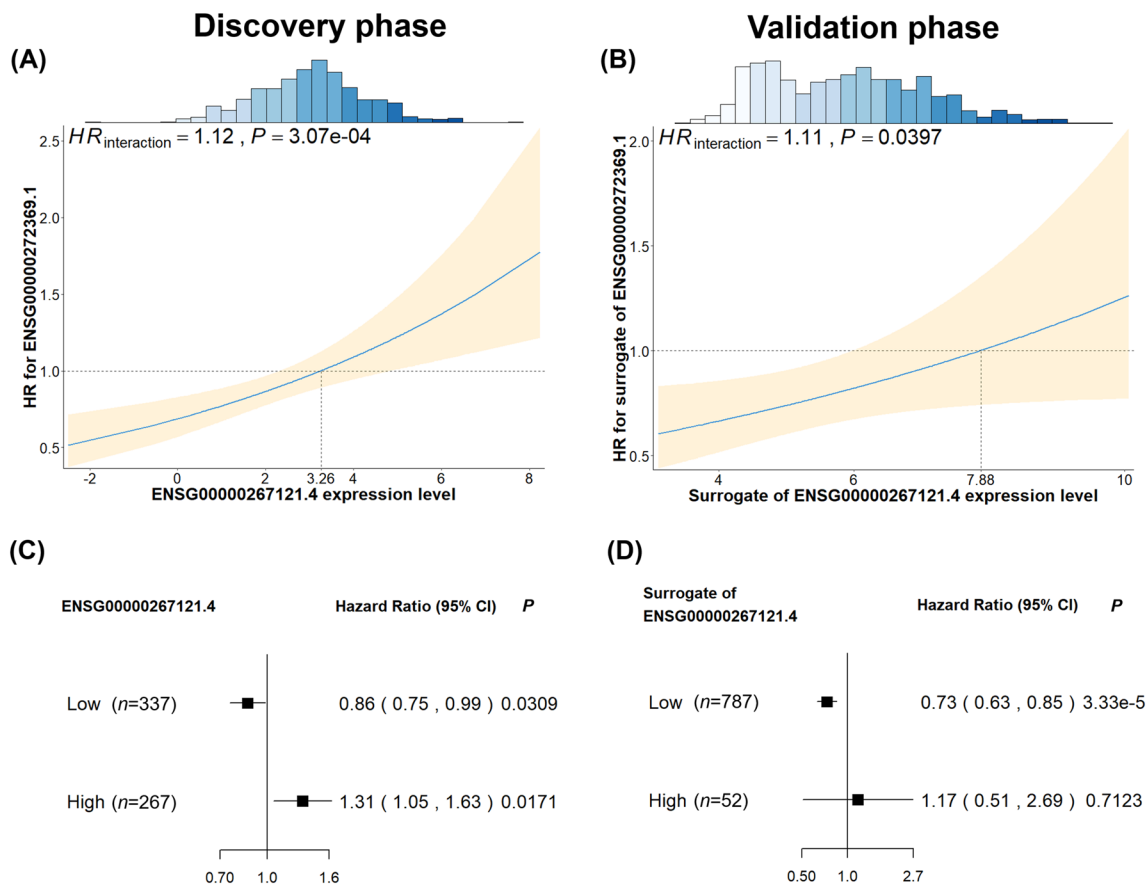 Discovery phase
Validation phase
(A)
HRinteraction = 1.12 , P = 3.07e-04
HR for ENSG00000272369.1
2.5
2.0
1.5
1.0
0.5
-2 0 2 3.26 4 6 8
ENSG00000267121.4 expression level
(B)
HRinteraction = 1.11 , P = 0.0397
HR for surrogate of ENSG00000272369.1
2.0
1.5
1.0
0.5
4 6 7.88 10
Surrogate of ENSG00000267121.4 expression level
(C)
ENSG00000267121.4 Hazard Ratio (95% CI) P
Low (n=337) 0.86 ( 0.75 , 0.99 ) 0.0309
High (n=267) 1.31 ( 1.05 , 1.63 ) 0.0171
0.70 1.0 1.6
(D)
Surrogate of
ENSG00000267121.4 Hazard Ratio (95% CI) P
Low (n=787) 0.73 ( 0.63 , 0.85 ) 3.33e-5
High (n=52) 1.17 ( 0.51 , 2.69 ) 0.7123
0.50 1.0 2.7